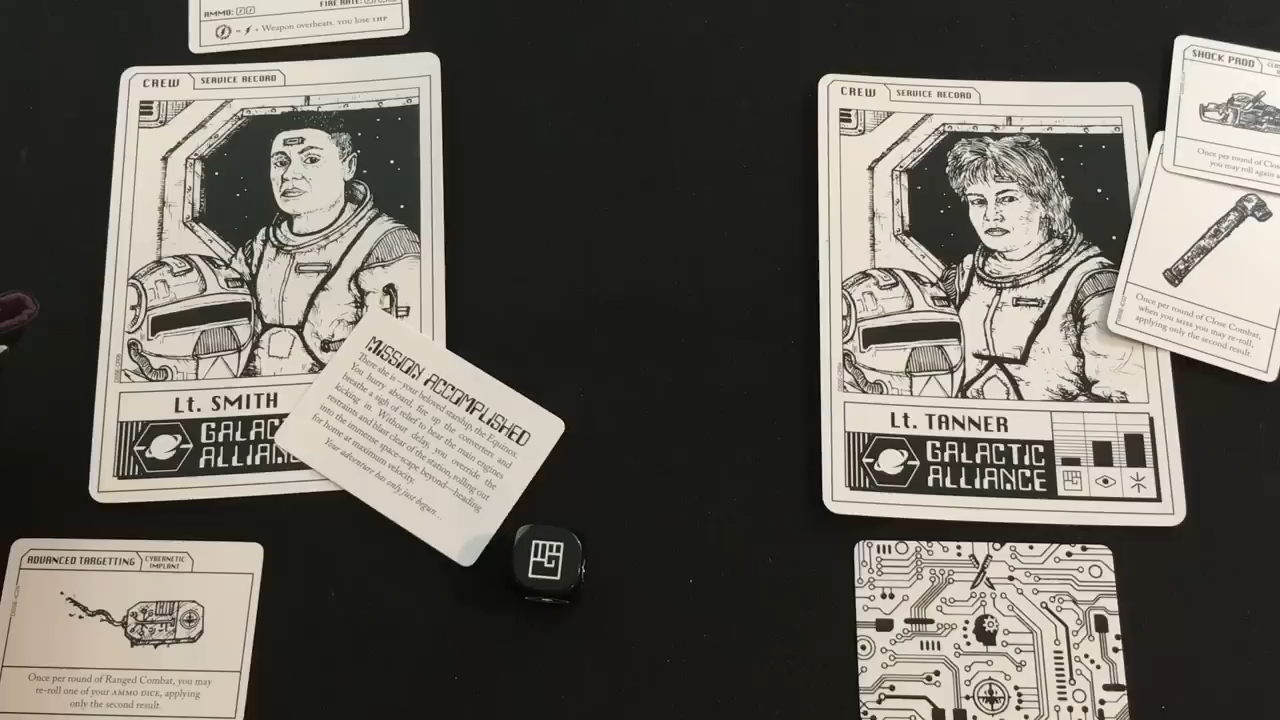 AMMO:
FIRE RATE:
= + Weapon overheats, you lose 1HP
CREW
SERVICE RECORD
Lt. SMITH
GALAC
ALLIANC
MISSION ACCOMPLISHED
There she is—your beloved starship, the Equinox.
You hurry aboard, fire up the converters and
breathe a sigh of relief to hear the main engines
kicking in. Without delay, you override the
restraints and blast clear of the station, rolling out
into the immense space-scape beyond—heading
for home at maximum velocity.
Your adventure has only just begun...
ADVANCED TARGETTING
CYBERNETIC
IMPLANT
Once per round of Ranged Combat, you may
re-roll one of your AMMO DICE, applying
only the second result.
CREW
SERVICE RECORD
Lt. TANNER
GALACTIC
ALLIANCE
SHOCK PROD
Once per round of Close
you may roll again
Once per round of Close Combat,
when you MISS you may re-roll,
applying only the second result.